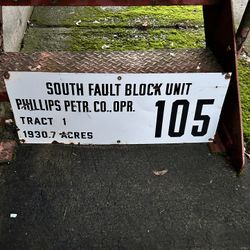 SOUTH FAULT BLOCK UNIT
PHILLIPS PETR. CO., OPR.
TRACT 1
1930.7 ACRES
105